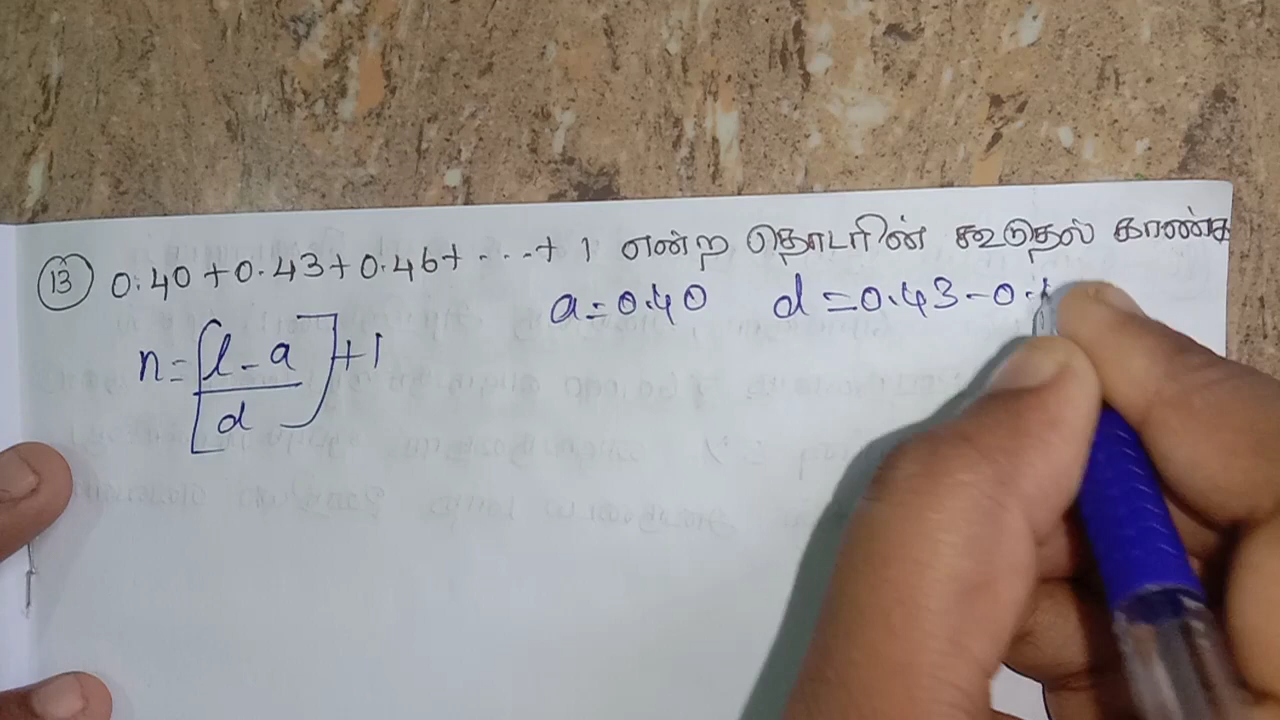 13 0.40 + 0.43 + 0.46 + ... + 1 என்ற தொடரின் கூடுதல் காண்க
a = 0.40 d = 0.43 - 0.
n = [l - a / d] + 1